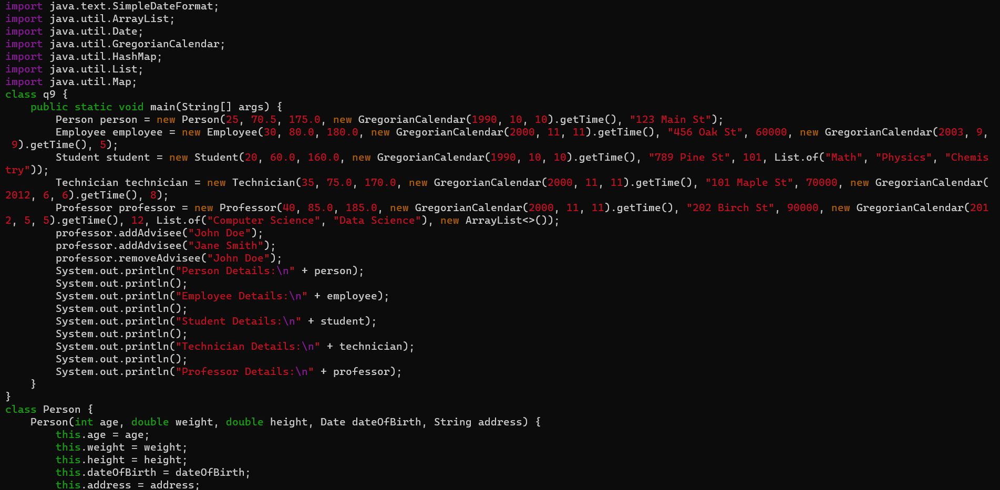 import java.text.SimpleDateFormat;
import java.util.ArrayList;
import java.util.Date;
import java.util.GregorianCalendar;
import java.util.HashMap;
import java.util.List;
import java.util.Map;
class q9 {
    public static void main(String[] args) {
        Person person = new Person(25, 70.5, 175.0, new GregorianCalendar(1990, 10, 10).getTime(), "123 Main St");
        Employee employee = new Employee(30, 80.0, 180.0, new GregorianCalendar(2000, 11, 11).getTime(), "456 Oak St", 60000, new GregorianCalendar(2003, 9,
 9).getTime(), 5);
        Student student = new Student(20, 60.0, 160.0, new GregorianCalendar(1990, 10, 10).getTime(), "789 Pine St", 101, List.of("Math", "Physics", "Chemis
try"));
        Technician technician = new Technician(35, 75.0, 170.0, new GregorianCalendar(2000, 11, 11).getTime(), "101 Maple St", 70000, new GregorianCalendar(
2012, 6, 6).getTime(), 8);
        Professor professor = new Professor(40, 85.0, 185.0, new GregorianCalendar(2000, 11, 11).getTime(), "202 Birch St", 90000, new GregorianCalendar(201
2, 5, 5).getTime(), 12, List.of("Computer Science", "Data Science"), new ArrayList<>());
        professor.addAdvisee("John Doe");
        professor.addAdvisee("Jane Smith");
        professor.removeAdvisee("John Doe");
        System.out.println("Person Details:\n" + person);
        System.out.println();
        System.out.println("Employee Details:\n" + employee);
        System.out.println();
        System.out.println("Student Details:\n" + student);
        System.out.println();
        System.out.println("Technician Details:\n" + technician);
        System.out.println();
        System.out.println("Professor Details:\n" + professor);
    }
}
class Person {
    Person(int age, double weight, double height, Date dateOfBirth, String address) {
        this.age = age;
        this.weight = weight;
        this.height = height;
        this.dateOfBirth = dateOfBirth;
        this.address = address;